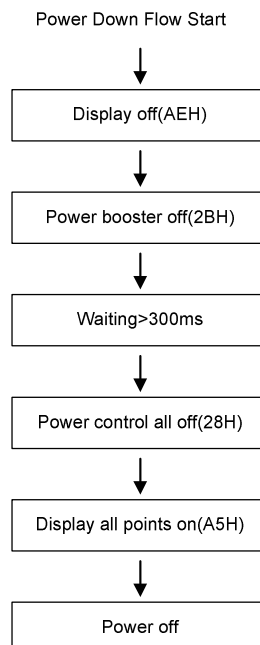 Power Down Flow Start
Display off(AEH)
Power booster off(2BH)
Waiting>300ms
Power control all off(28H)
Display all points on(A5H)
Power off